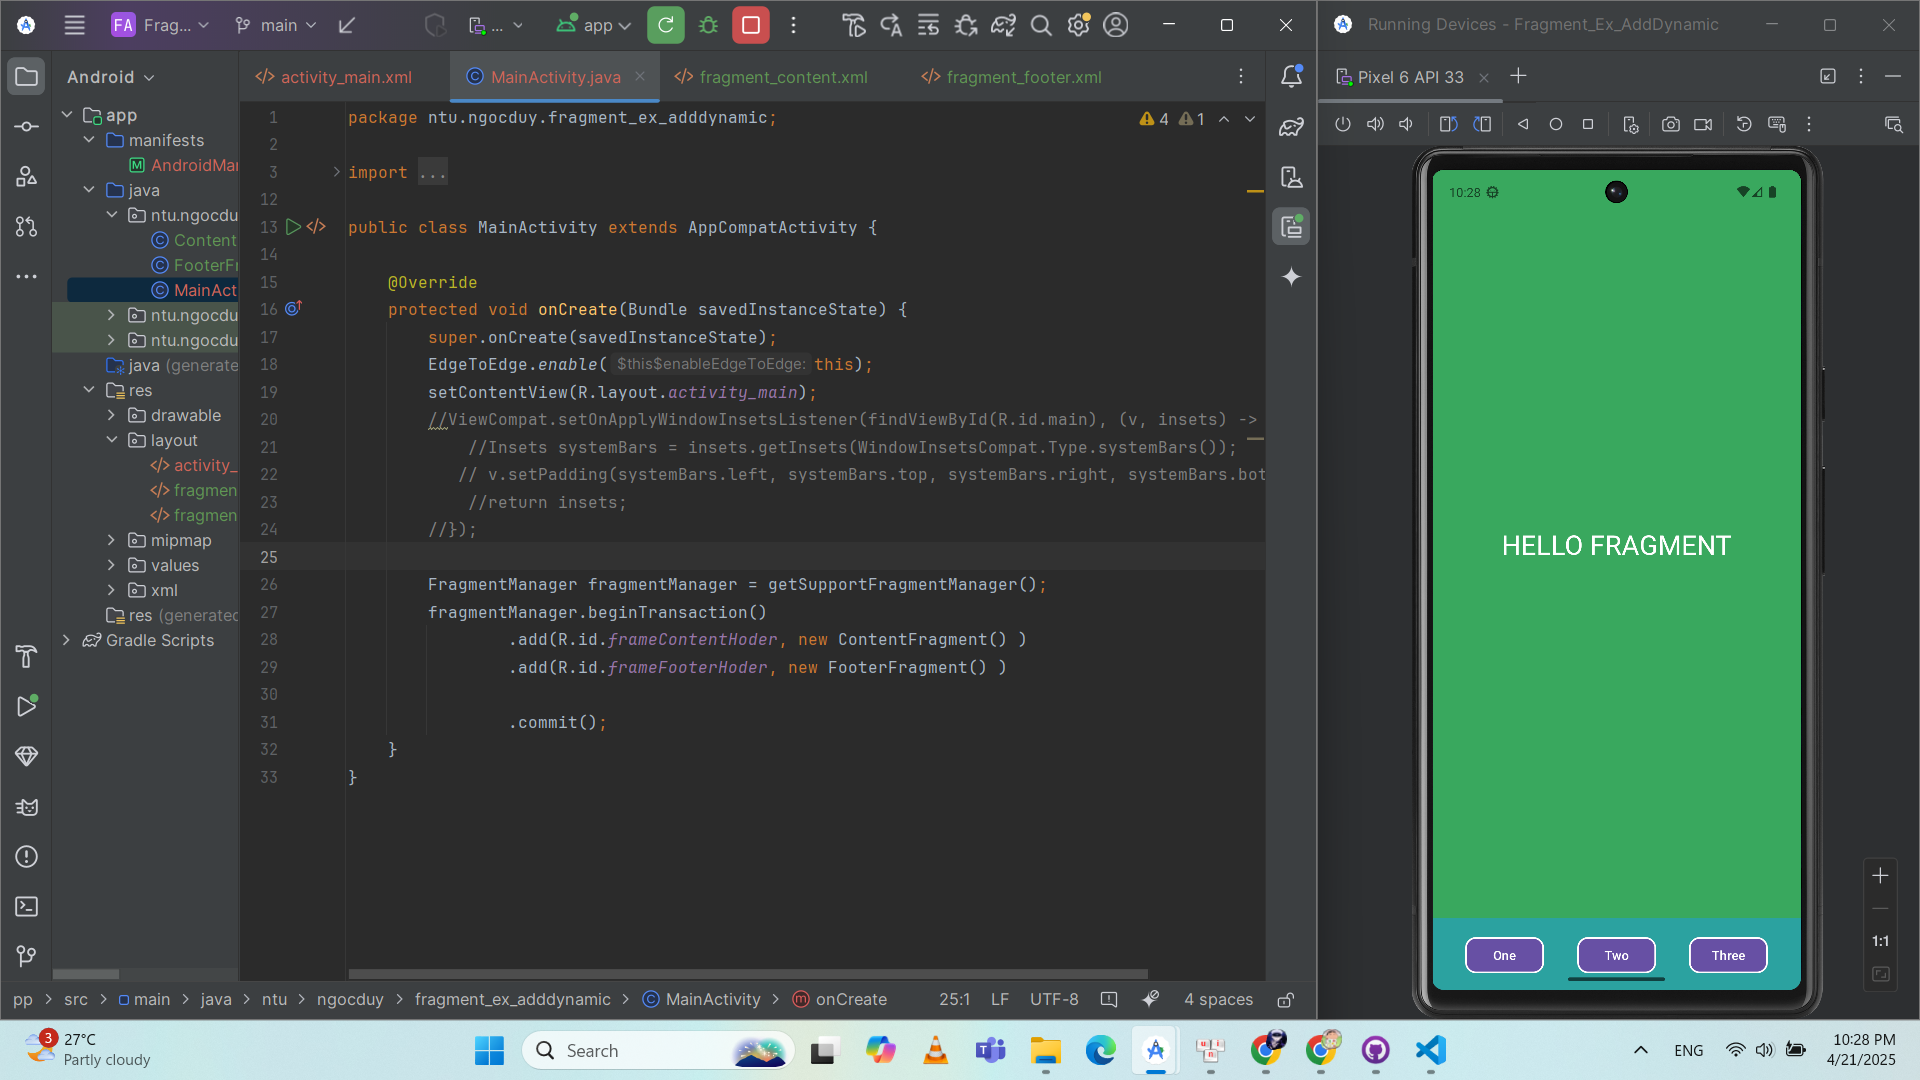 FA Frag... main ... app
Running Devices - Fragment_Ex_AddDynamic
Android
activity_main.xml MainActivity.java fragment_content.xml fragment_footer.xml
Pixel 6 API 33
app
manifests
AndroidMan
java
ntu.ngocdu
Content
FooterFr
MainAct
ntu.ngocdu
ntu.ngocdu
java (generate
res
drawable
layout
activity_
fragmen
fragmen
mipmap
values
xml
res (generated
Gradle Scripts
4 1
1 package ntu.ngocduy.fragment_ex_adddynamic;
2
3 import ...
12
13 public class MainActivity extends AppCompatActivity {
14
15 @Override
16 protected void onCreate(Bundle savedInstanceState) {
17 super.onCreate(savedInstanceState);
18 EdgeToEdge.enable( $this$enableEdgeToEdge: this);
19 setContentView(R.layout.activity_main);
20 //ViewCompat.setOnApplyWindowInsetsListener(findViewById(R.id.main), (v, insets) ->
21 //Insets systemBars = insets.getInsets(WindowInsetsCompat.Type.systemBars());
22 // v.setPadding(systemBars.left, systemBars.top, systemBars.right, systemBars.bot
23 //return insets;
24 //});
25
26 FragmentManager fragmentManager = getSupportFragmentManager();
27 fragmentManager.beginTransaction()
28 .add(R.id.frameContentHoder, new ContentFragment() )
29 .add(R.id.frameFooterHoder, new FooterFragment() )
30
31 .commit();
32 }
33 }
10:28
HELLO FRAGMENT
One Two Three
1:1
pp > src > main > java > ntu > ngocduy > fragment_ex_adddynamic > MainActivity > onCreate 25:1 LF UTF-8 4 spaces
3 27°C
Partly cloudy
Search
ENG
10:28 PM
4/21/2025